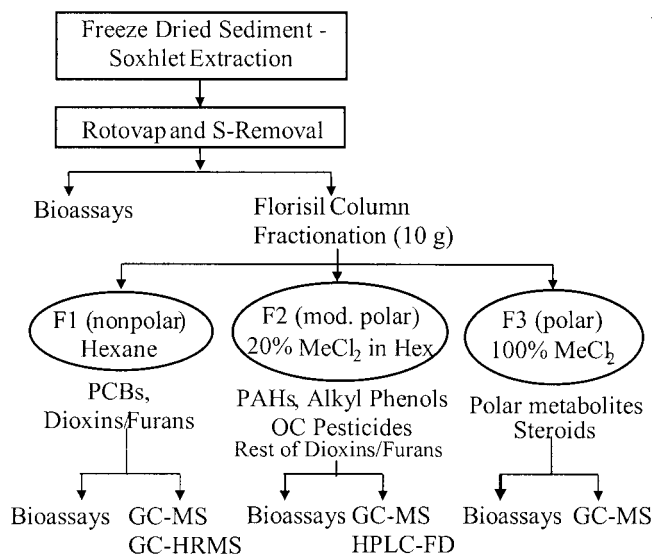 Freeze Dried Sediment -
Soxhlet Extraction
Rotovap and S-Removal
Bioassays
Florisil Column
Fractionation (10 g)
F1 (nonpolar)
Hexane
F2 (mod. polar)
20% MeCl₂ in Hex
F3 (polar)
100% MeCl₂
PCBs,
Dioxins/Furans
PAHs, Alkyl Phenols
OC Pesticides
Rest of Dioxins/Furans
Polar metabolites
Steroids
Bioassays GC-MS
GC-HRMS
Bioassays GC-MS
HPLC-FD
Bioassays GC-MS